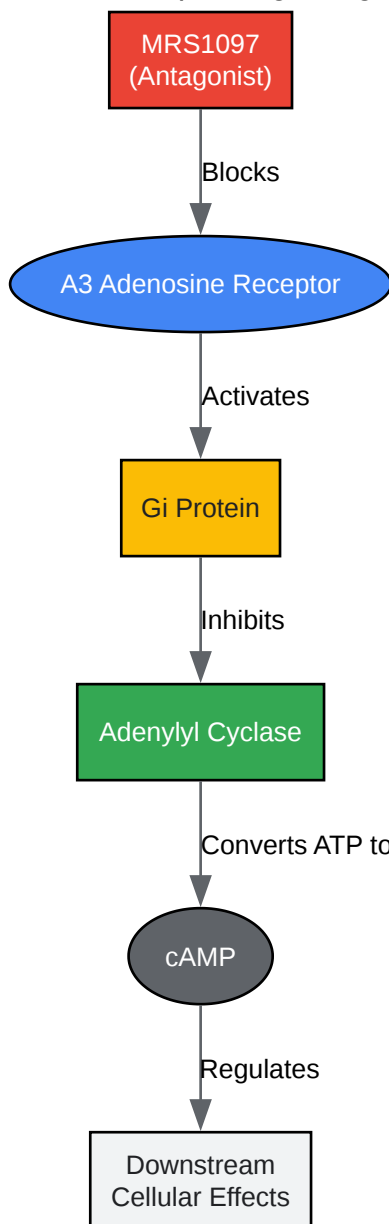 MRS1097
(Antagonist)
Blocks
A3 Adenosine Receptor
Activates
Gi Protein
Inhibits
Adenylyl Cyclase
Converts ATP to
cAMP
Regulates
Downstream
Cellular Effects